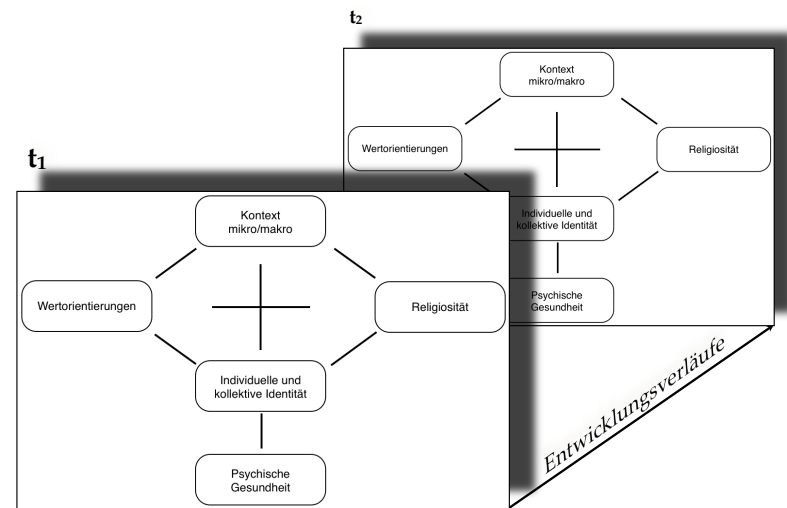 t2
Kontext
mikro/makro
Wertorientierungen
Religiosität
Individuelle und
kollektive Identität
Psychische
Gesundheit
t1
Kontext
mikro/makro
Wertorientierungen
Religiosität
Individuelle und
kollektive Identität
Psychische
Gesundheit
Entwicklungsverläufe